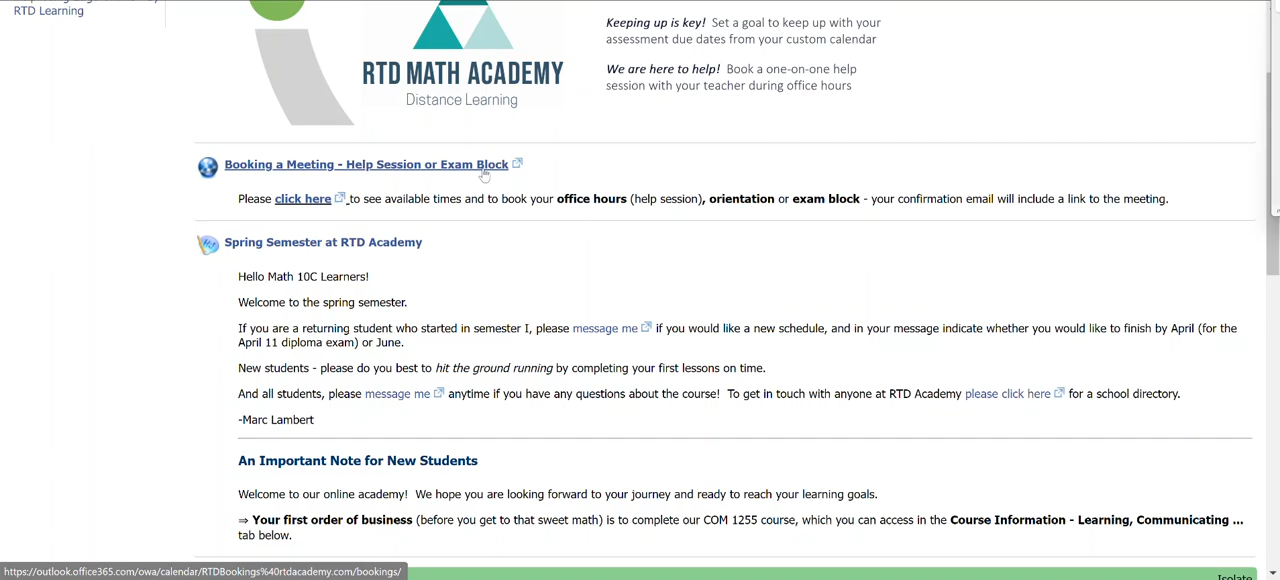 RTD Learning
Keeping up is key! Set a goal to keep up with your
assessment due dates from your custom calendar
We are here to help! Book a one-on-one help
session with your teacher during office hours
RTD MATH ACADEMY
Distance Learning
Booking a Meeting - Help Session or Exam Block
Please click here to see available times and to book your office hours (help session), orientation or exam block - your confirmation email will include a link to the meeting.
Spring Semester at RTD Academy
Hello Math 10C Learners!
Welcome to the spring semester.
If you are a returning student who started in semester I, please message me if you would like a new schedule, and in your message indicate whether you would like to finish by April (for the
April 11 diploma exam) or June.
New students - please do you best to hit the ground running by completing your first lessons on time.
And all students, please message me anytime if you have any questions about the course! To get in touch with anyone at RTD Academy please click here for a school directory.
-Marc Lambert
An Important Note for New Students
Welcome to our online academy! We hope you are looking forward to your journey and ready to reach your learning goals.
⇒ Your first order of business (before you get to that sweet math) is to complete our COM 1255 course, which you can access in the Course Information - Learning, Communicating ...
tab below.
https://outlook.office365.com/owa/calendar/RTDBookings%40rtdacademy.com/bookings/
Isolate